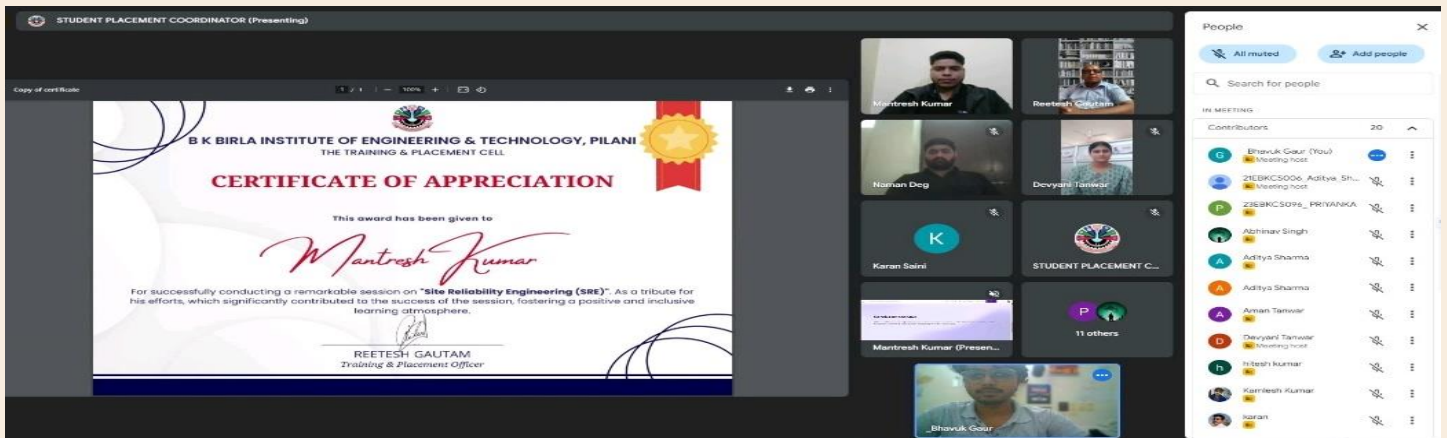 STUDENT PLACEMENT COORDINATOR (Presenting)
Copy of certificate
1 / 1
100%
B K BIRLA INSTITUTE OF ENGINEERING & TECHNOLOGY, PILANI
THE TRAINING & PLACEMENT CELL
CERTIFICATE OF APPRECIATION
This award has been given to
Mantresh Kumar
For successfully conducting a remarkable session on "Site Reliability Engineering (SRE)". As a tribute for
his efforts, which significantly contributed to the success of the session, fostering a positive and inclusive
learning atmosphere.
REETESH GAUTAM
Training & Placement Officer
Mantresh Kumar
Reetesh Gautam
Naman Deg
Devyani Tanwar
K
Karan Saini
STUDENT PLACEMENT C...
Mantresh Kumar (Presen...
P
11 others
_Bhavuk Gaur
People
All muted
Add people
Search for people
IN MEETING
Contributors
20
G
_Bhavuk Gaur (You)
Meeting host
21EBKCS006_Aditya_Sh...
Meeting host
P
23EBKCS096_ PRIYANKA
Abhinav Singh
A
Aditya Sharma
A
Aditya Sharma
A
Aman Tanwar
D
Devyani Tanwar
Meeting host
h
hitesh kumar
Kamlesh Kumar
karan